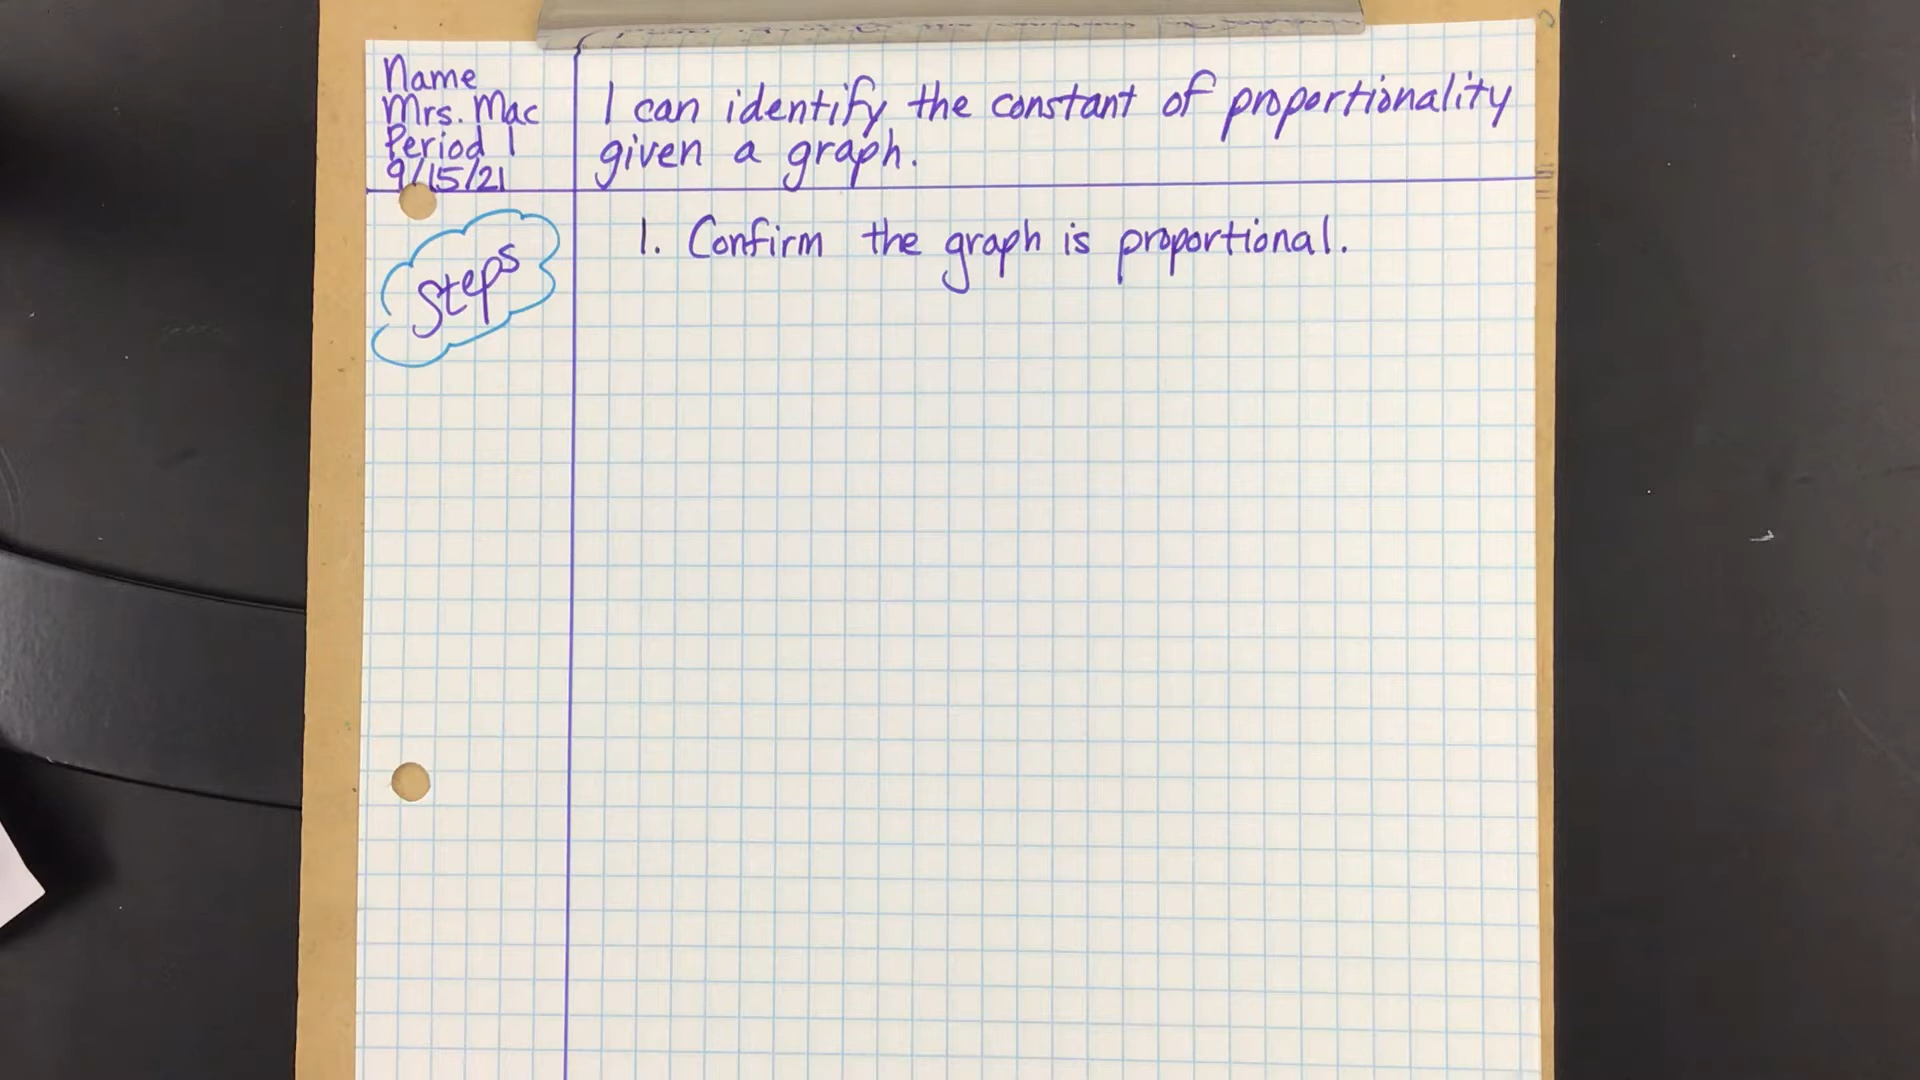 Name
Mrs. Mac
Period 1
9/15/21
I can identify the constant of proportionality
given a graph.
Steps
1. Confirm the graph is proportional.